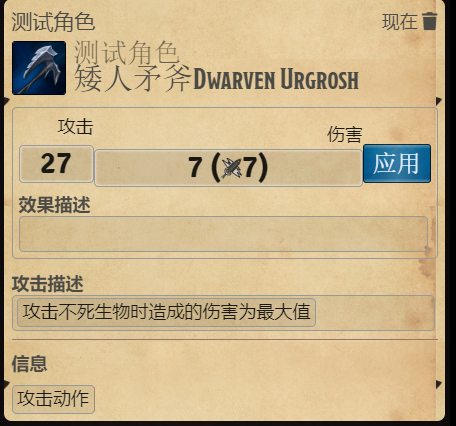 测试角色
现在
测试角色
矮人矛斧DWARVEN URGROSH
攻击
伤害
27
7 (7)
应用
效果描述
攻击描述
攻击不死生物时造成的伤害为最大值
信息
攻击动作